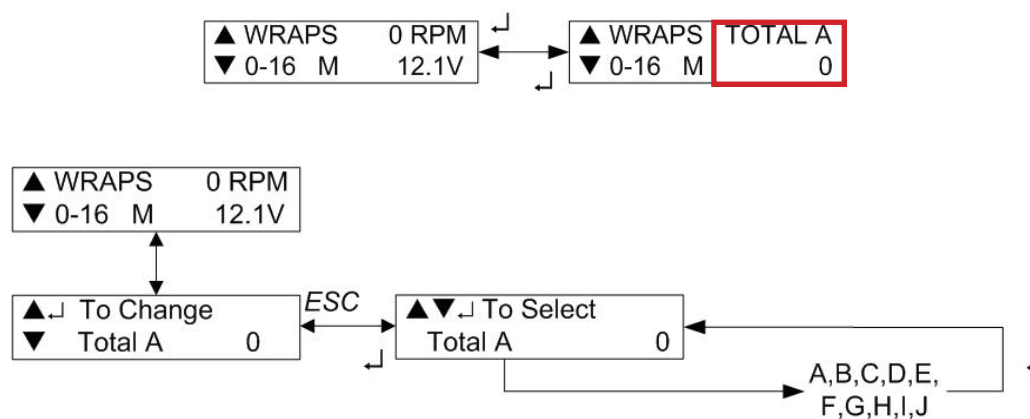 ▲ WRAPS 0 RPM
▼ 0-16 M 12.1V
↵
↵
▲ WRAPS TOTAL A
▼ 0-16 M 0
▲ WRAPS 0 RPM
▼ 0-16 M 12.1V
▲↵ To Change
▼ Total A 0
ESC
↵
▲▼↵ To Select
Total A 0
A,B,C,D,E,
F,G,H,I,J